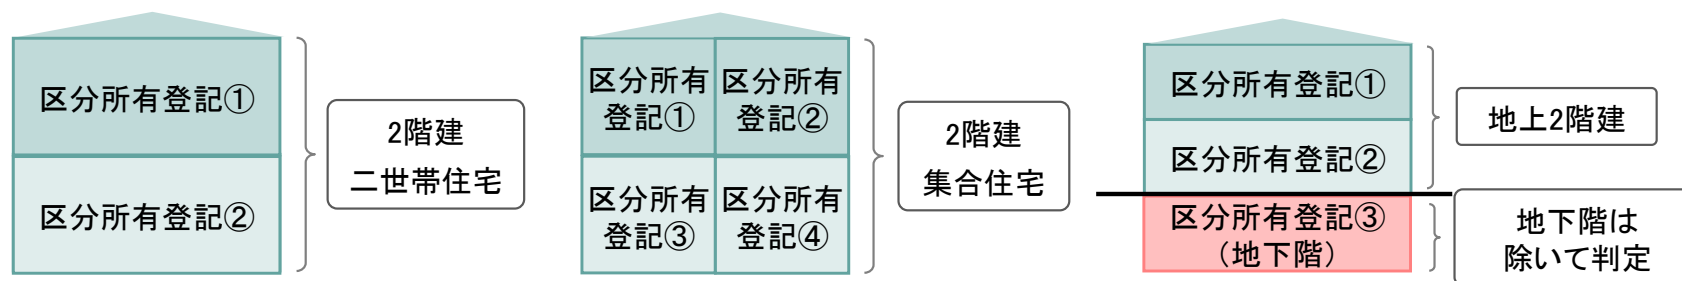 区分所有登記①
区分所有登記②
2階建
二世帯住宅
区分所有
登記①
区分所有
登記②
区分所有
登記③
区分所有
登記④
2階建
集合住宅
区分所有登記①
区分所有登記②
区分所有登記③
（地下階）
地上2階建
地下階は
除いて判定